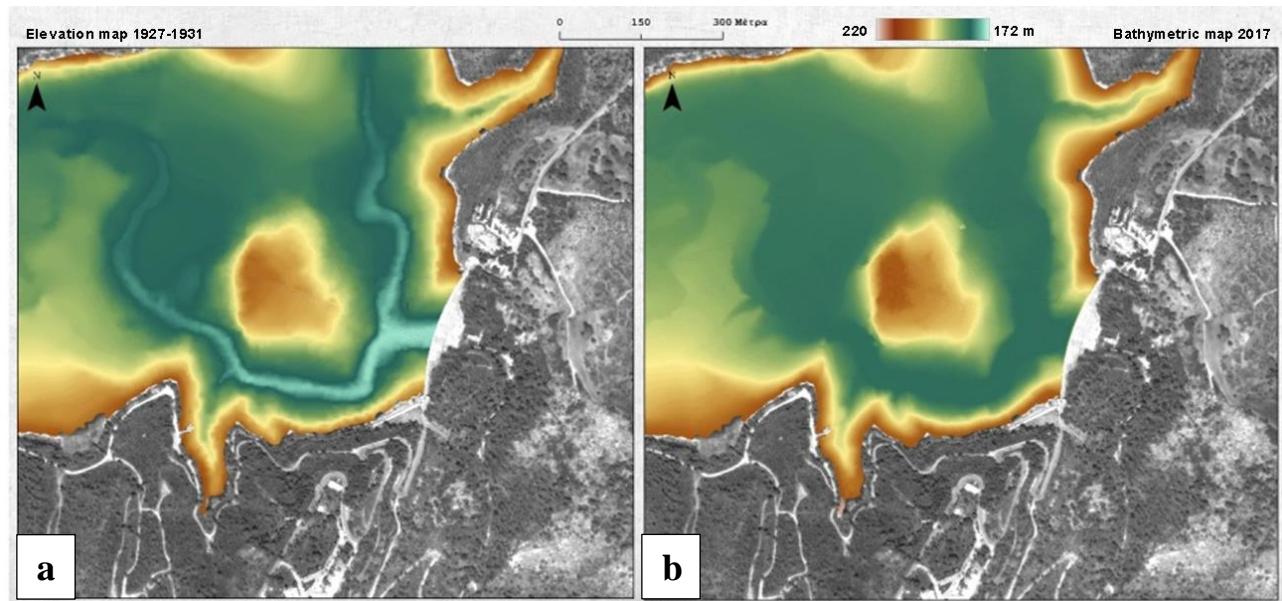 Elevation map 1927-1931
0 150 300 Μέτρα
220 172 m
Bathymetric map 2017
N
N
a
b